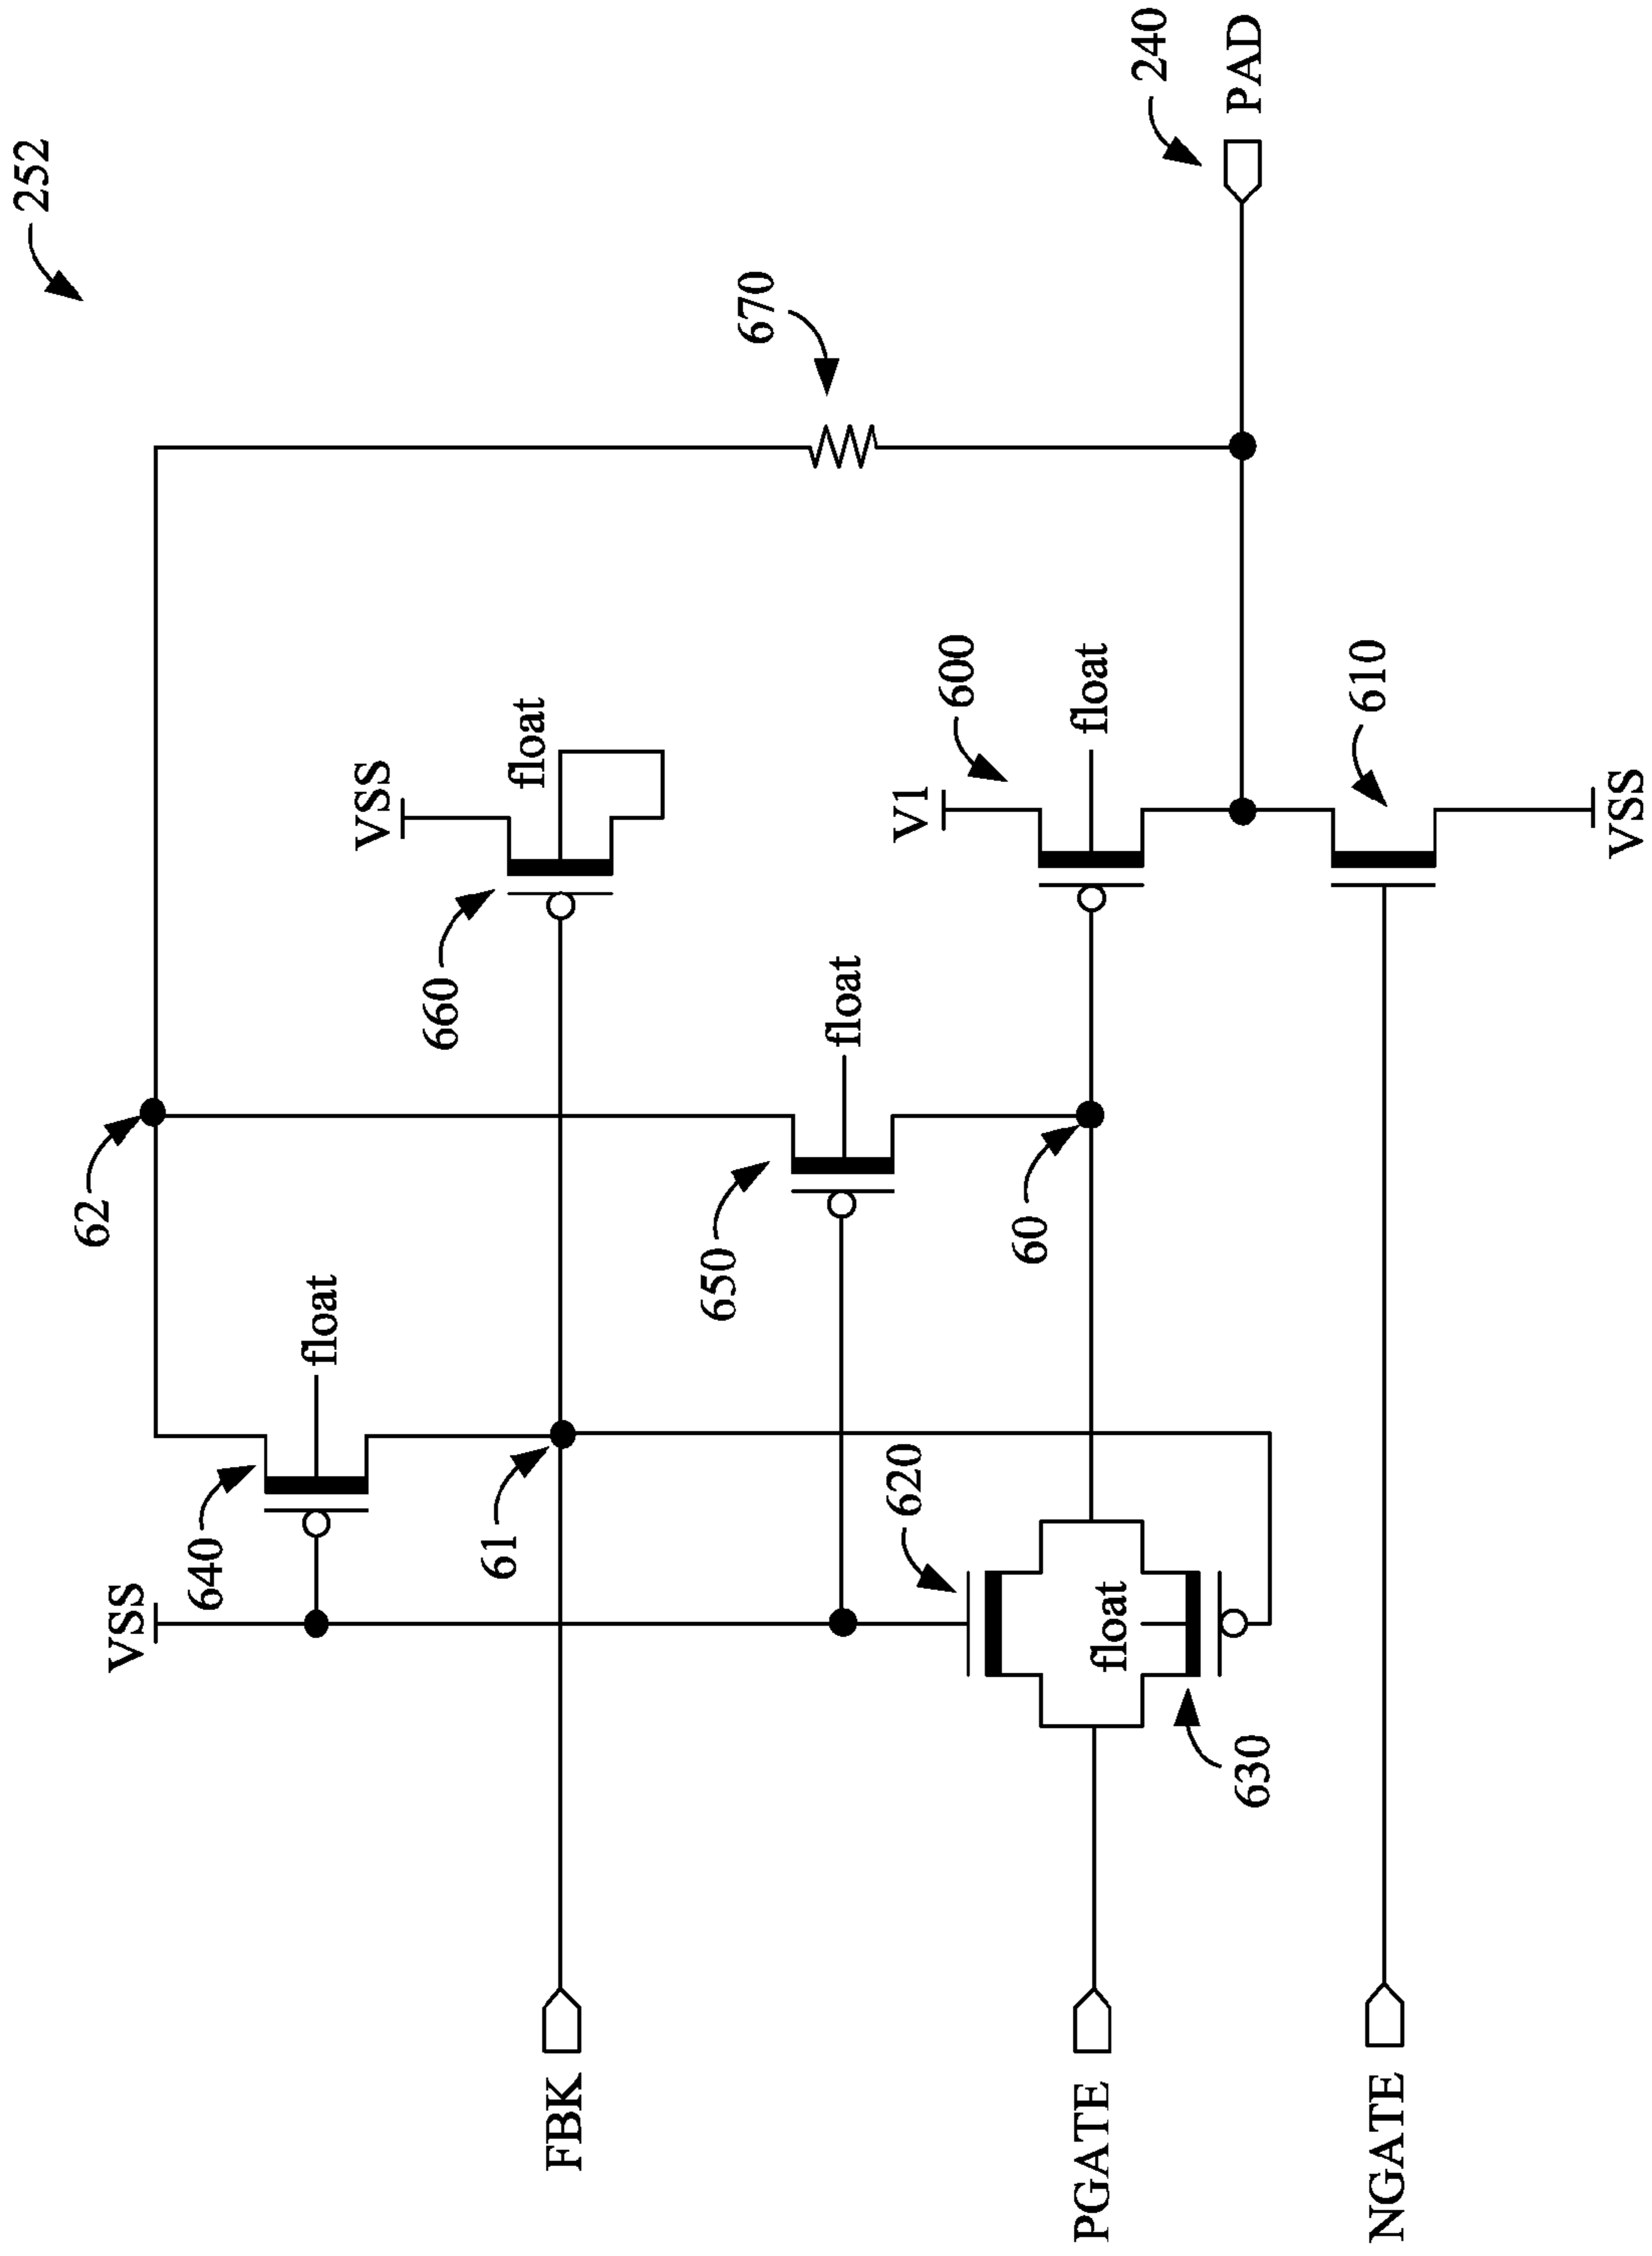 252
240
PAD
670
62
VSS
float
660
V1
600
float
610
VSS
float
650
60
float
VSS
640
61
620
float
630
FBK
PGATE
NGATE